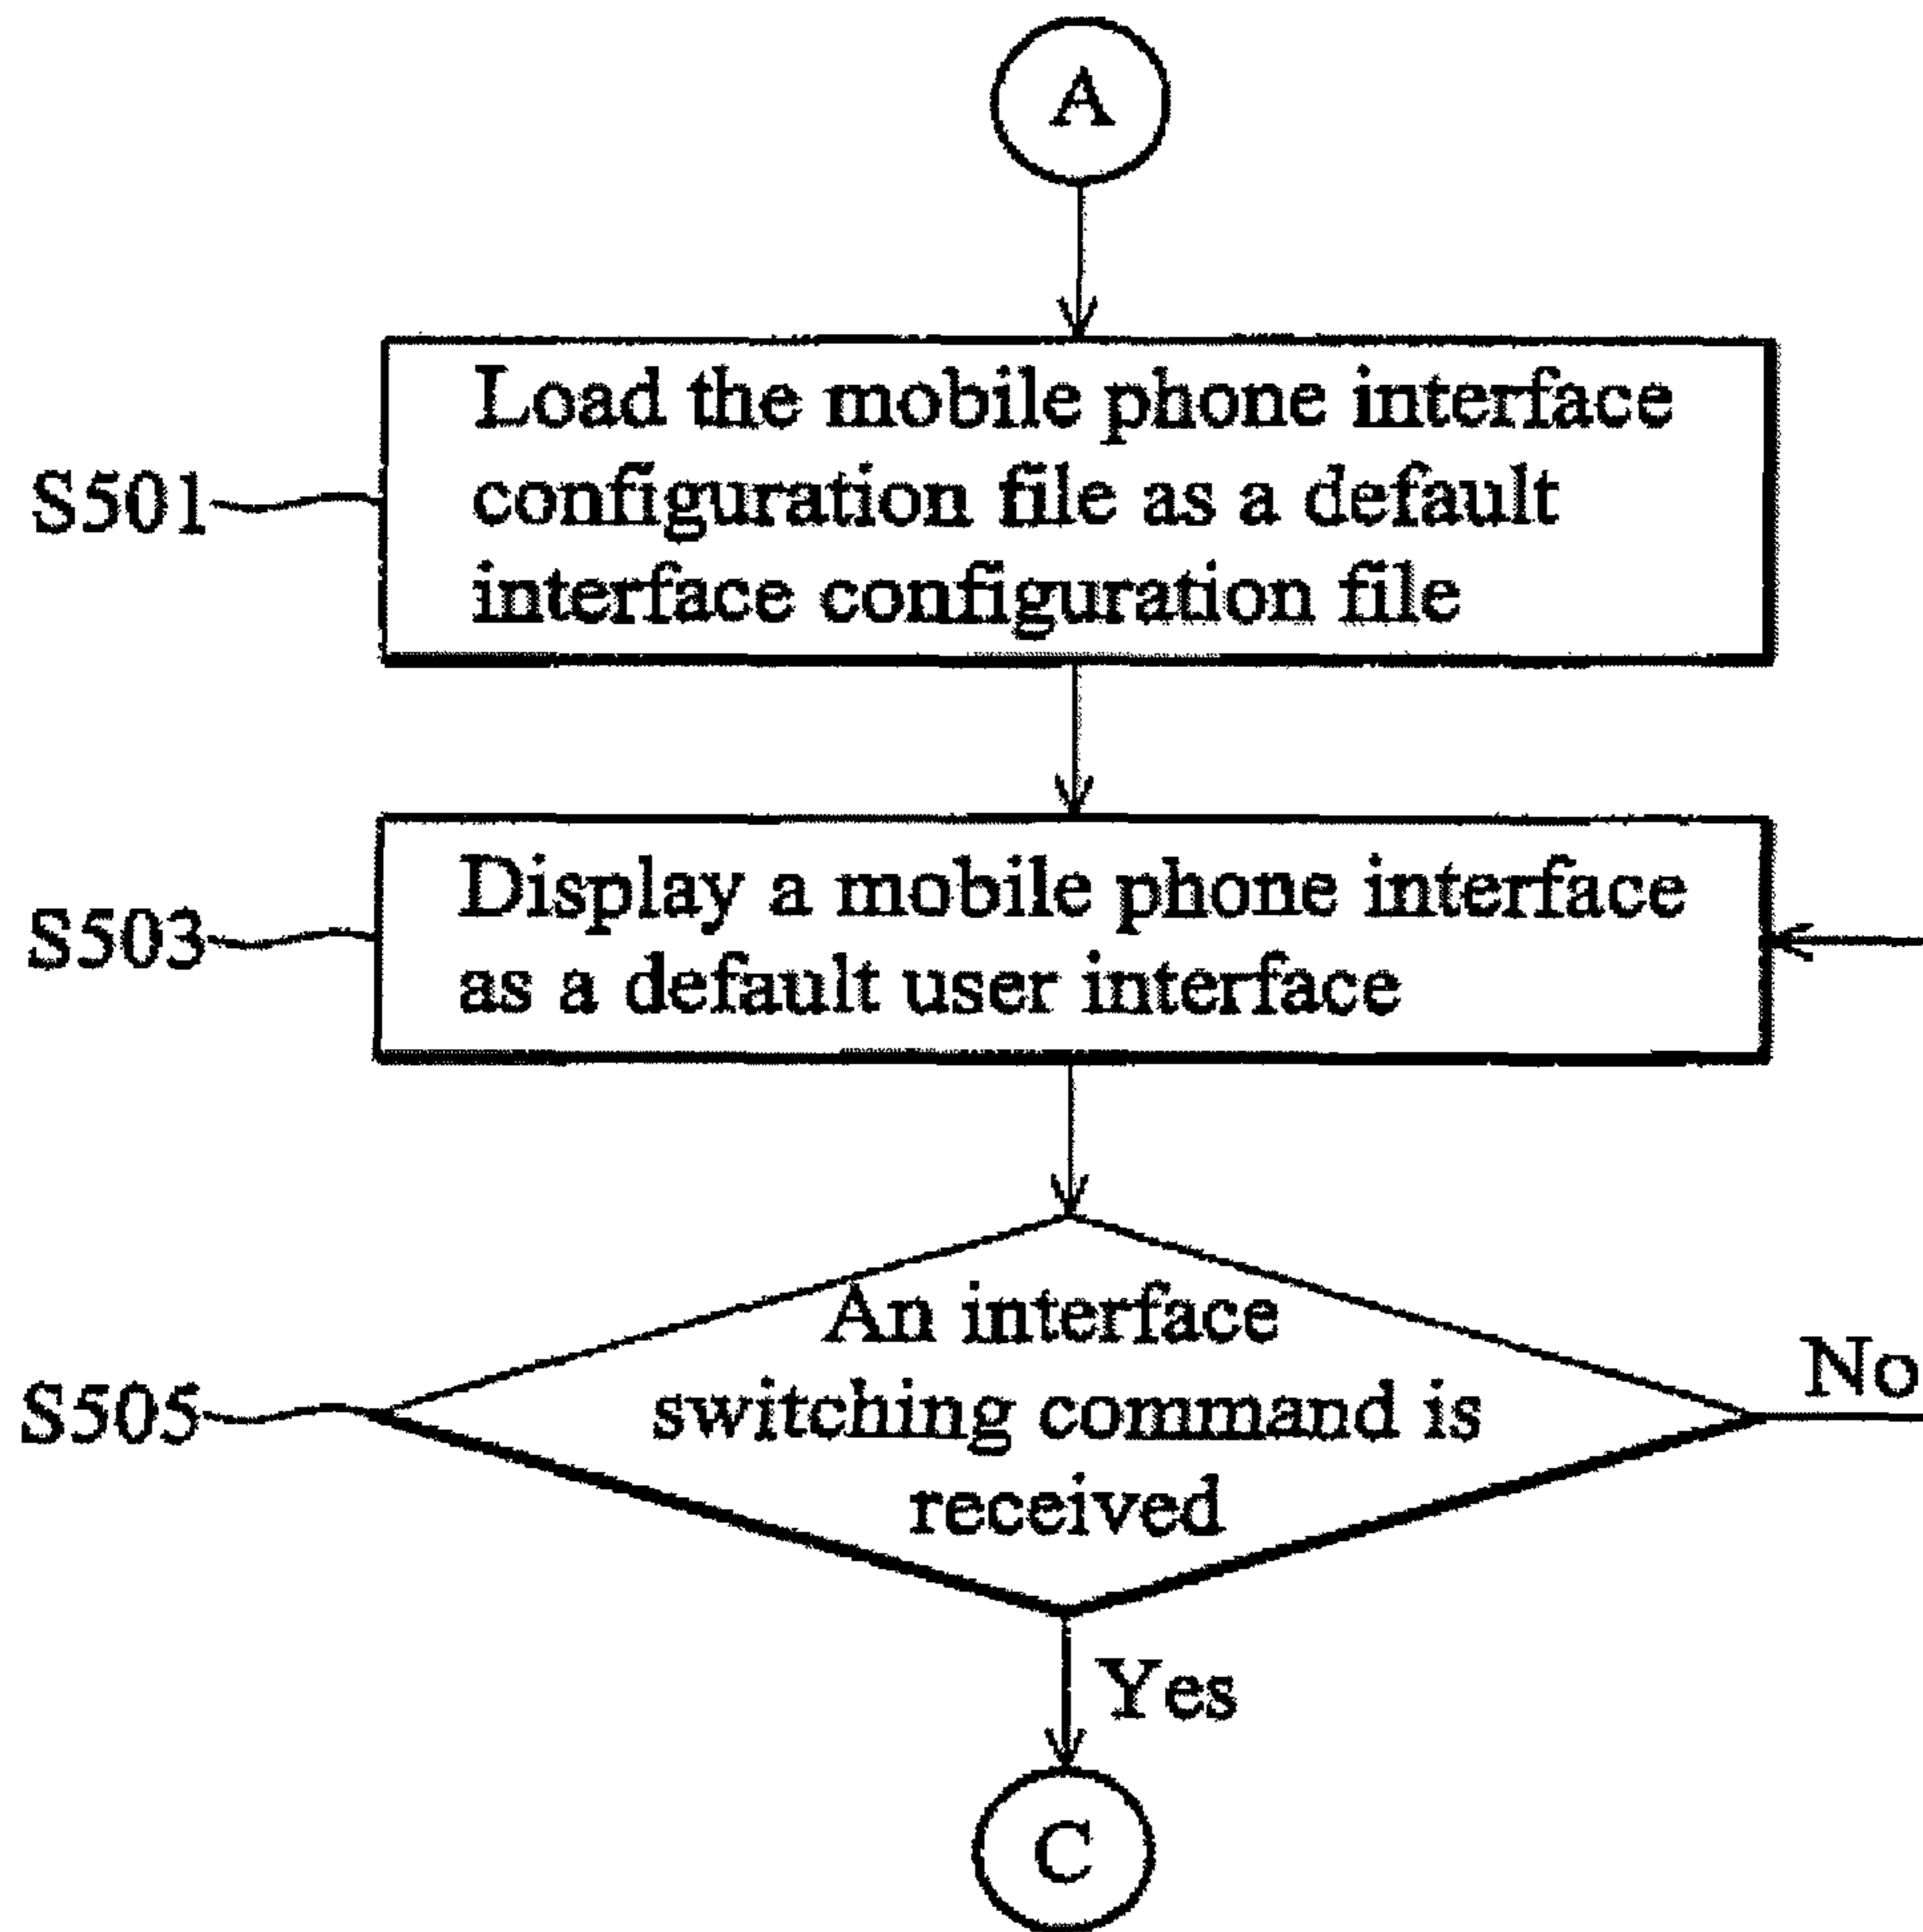 A
Load the mobile phone interface
configuration file as a default
interface configuration file
S501
Display a mobile phone interface
as a default user interface
S503
An interface
switching command is
received
S505
No
Yes
C